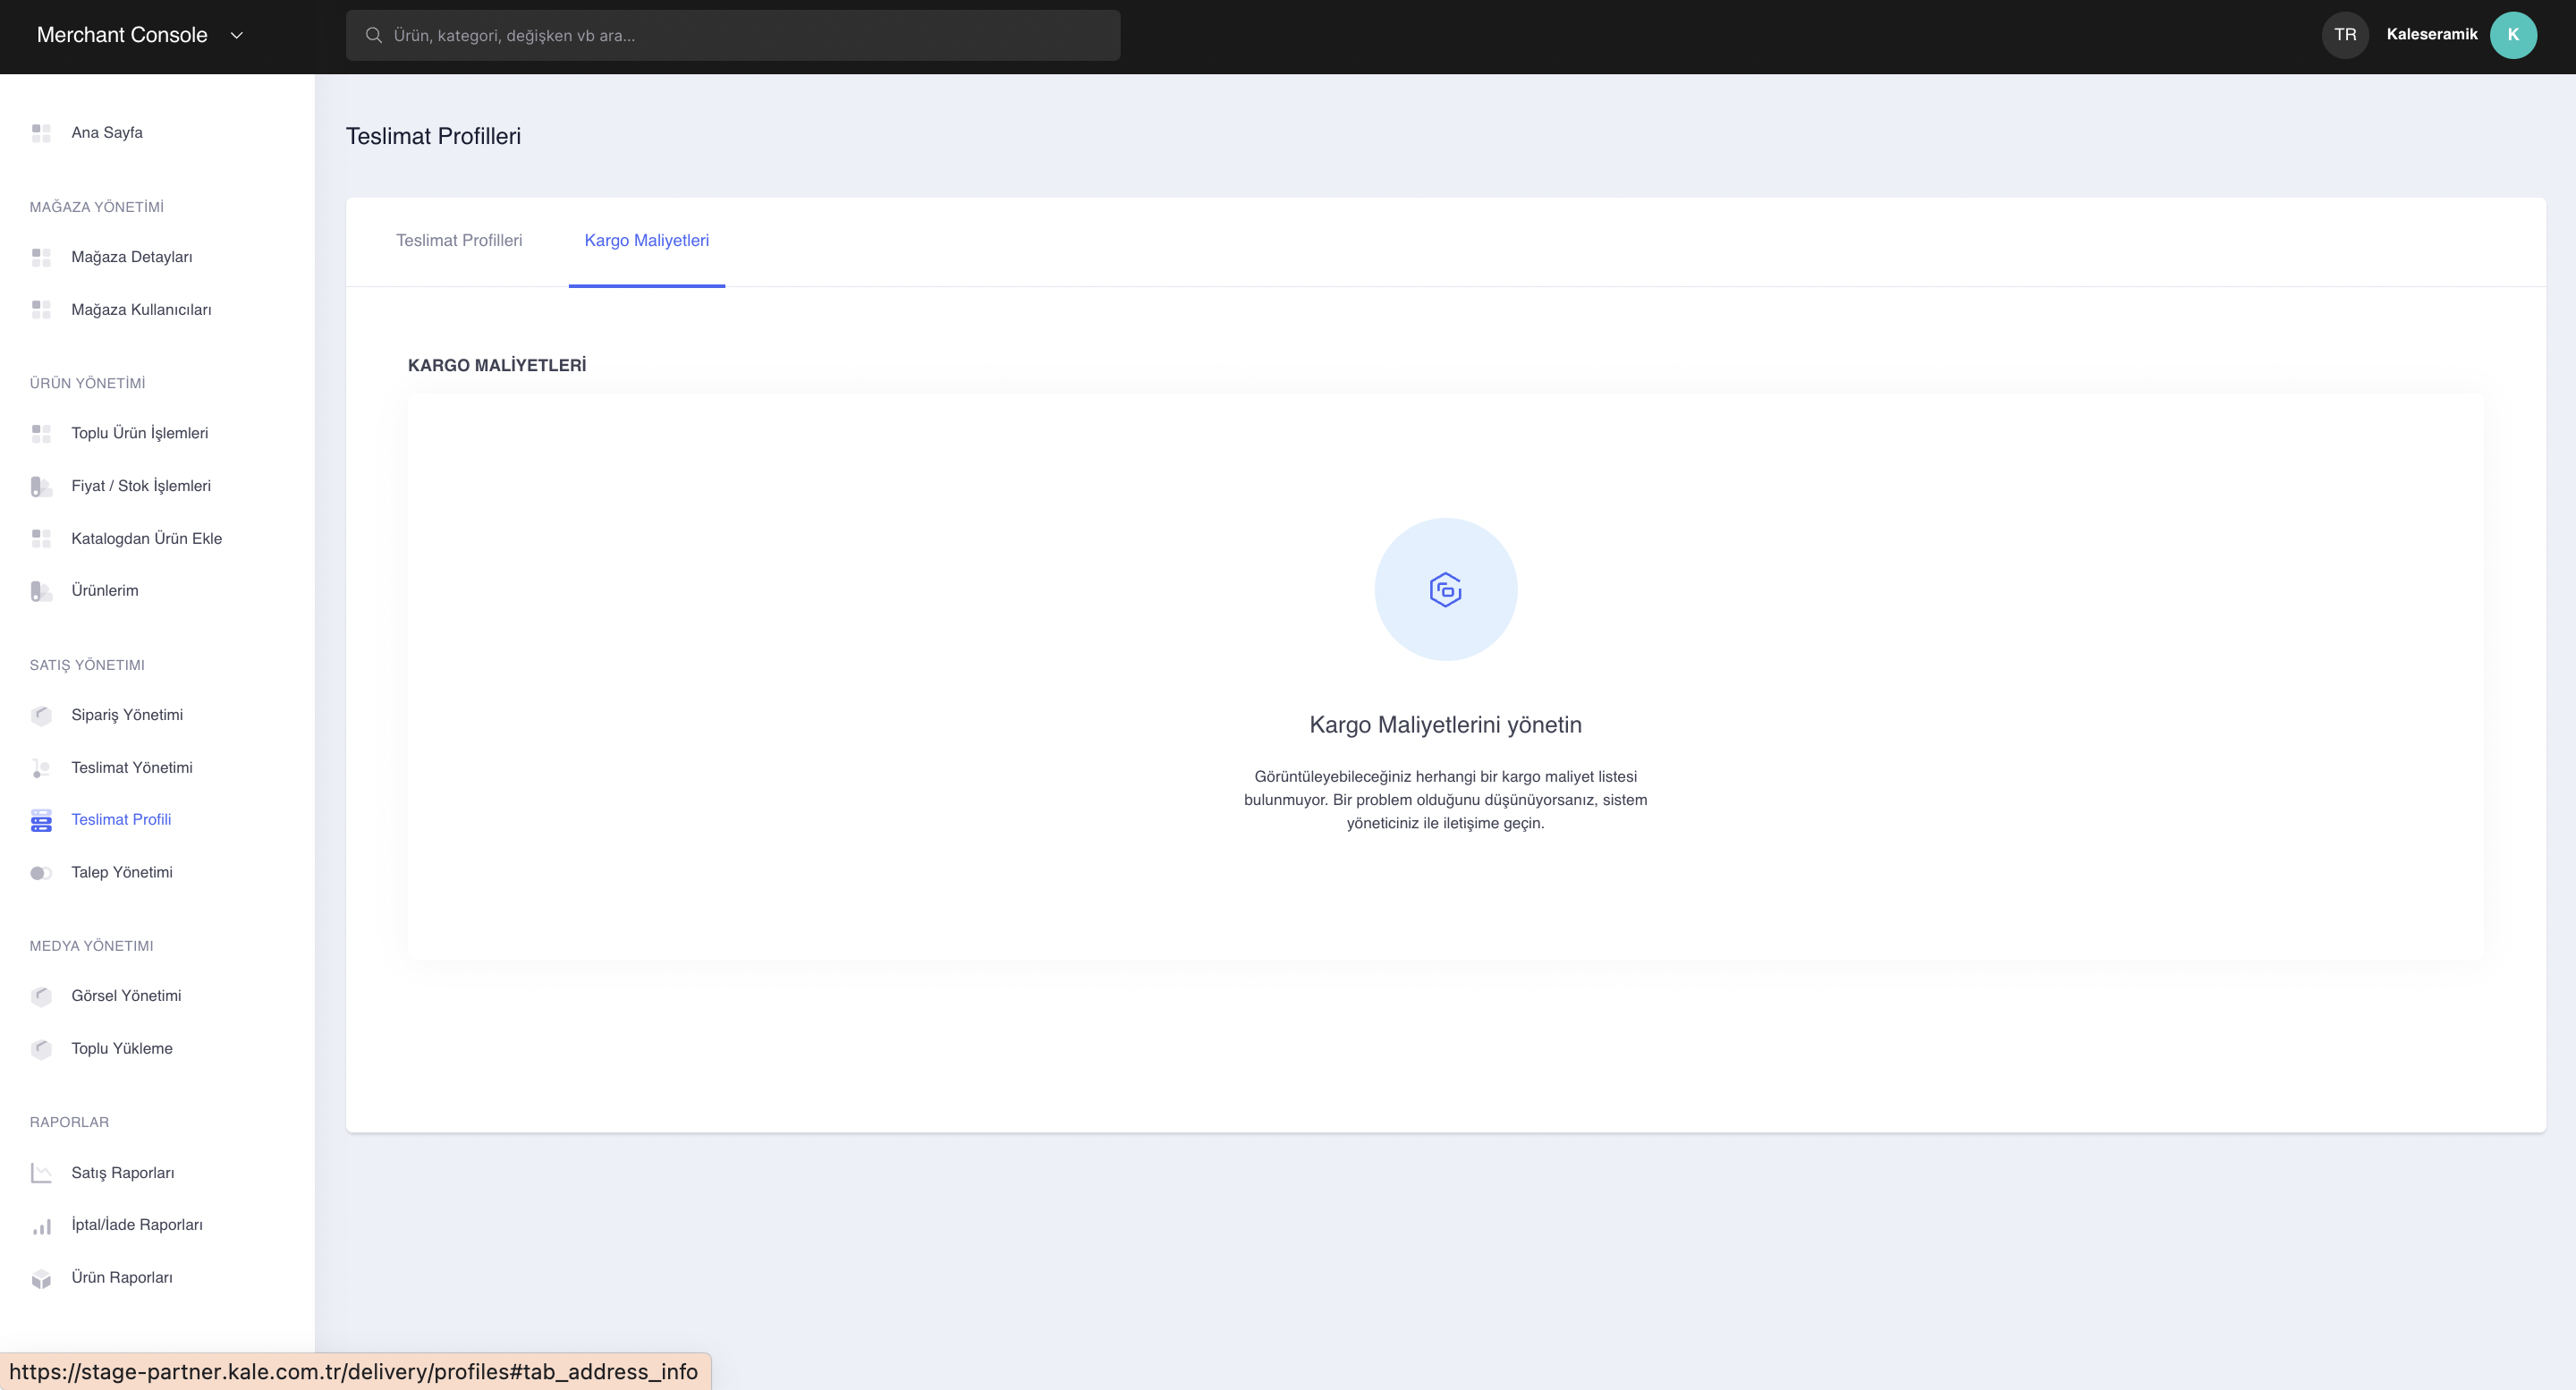 Merchant Console
Ürün, kategori, değişken vb ara...
TR
Kaleseramik
K
Ana Sayfa
MAĞAZA YÖNETİMİ
Mağaza Detayları
Mağaza Kullanıcıları
ÜRÜN YÖNETİMİ
Toplu Ürün İşlemleri
Fiyat / Stok İşlemleri
Katalogdan Ürün Ekle
Ürünlerim
SATIŞ YÖNETIMI
Sipariş Yönetimi
Teslimat Yönetimi
Teslimat Profili
Talep Yönetimi
MEDYA YÖNETIMI
Görsel Yönetimi
Toplu Yükleme
RAPORLAR
Satış Raporları
İptal/İade Raporları
Ürün Raporları
Teslimat Profilleri
Teslimat Profilleri
Kargo Maliyetleri
KARGO MALİYETLERİ
Kargo Maliyetlerini yönetin
Görüntüleyebileceğiniz herhangi bir kargo maliyet listesi
bulunmuyor. Bir problem olduğunu düşünüyorsanız, sistem
yöneticiniz ile iletişime geçin.
https://stage-partner.kale.com.tr/delivery/profiles#tab_address_info